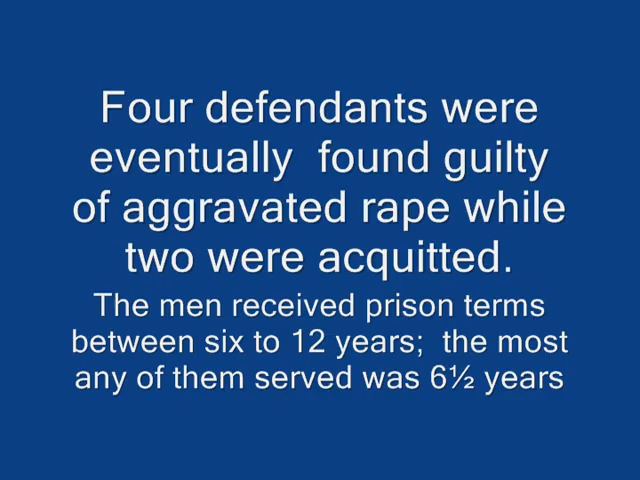 Four defendants were
eventually  found guilty
of aggravated rape while
two were acquitted.
The men received prison terms
between six to 12 years;  the most
any of them served was 6½ years